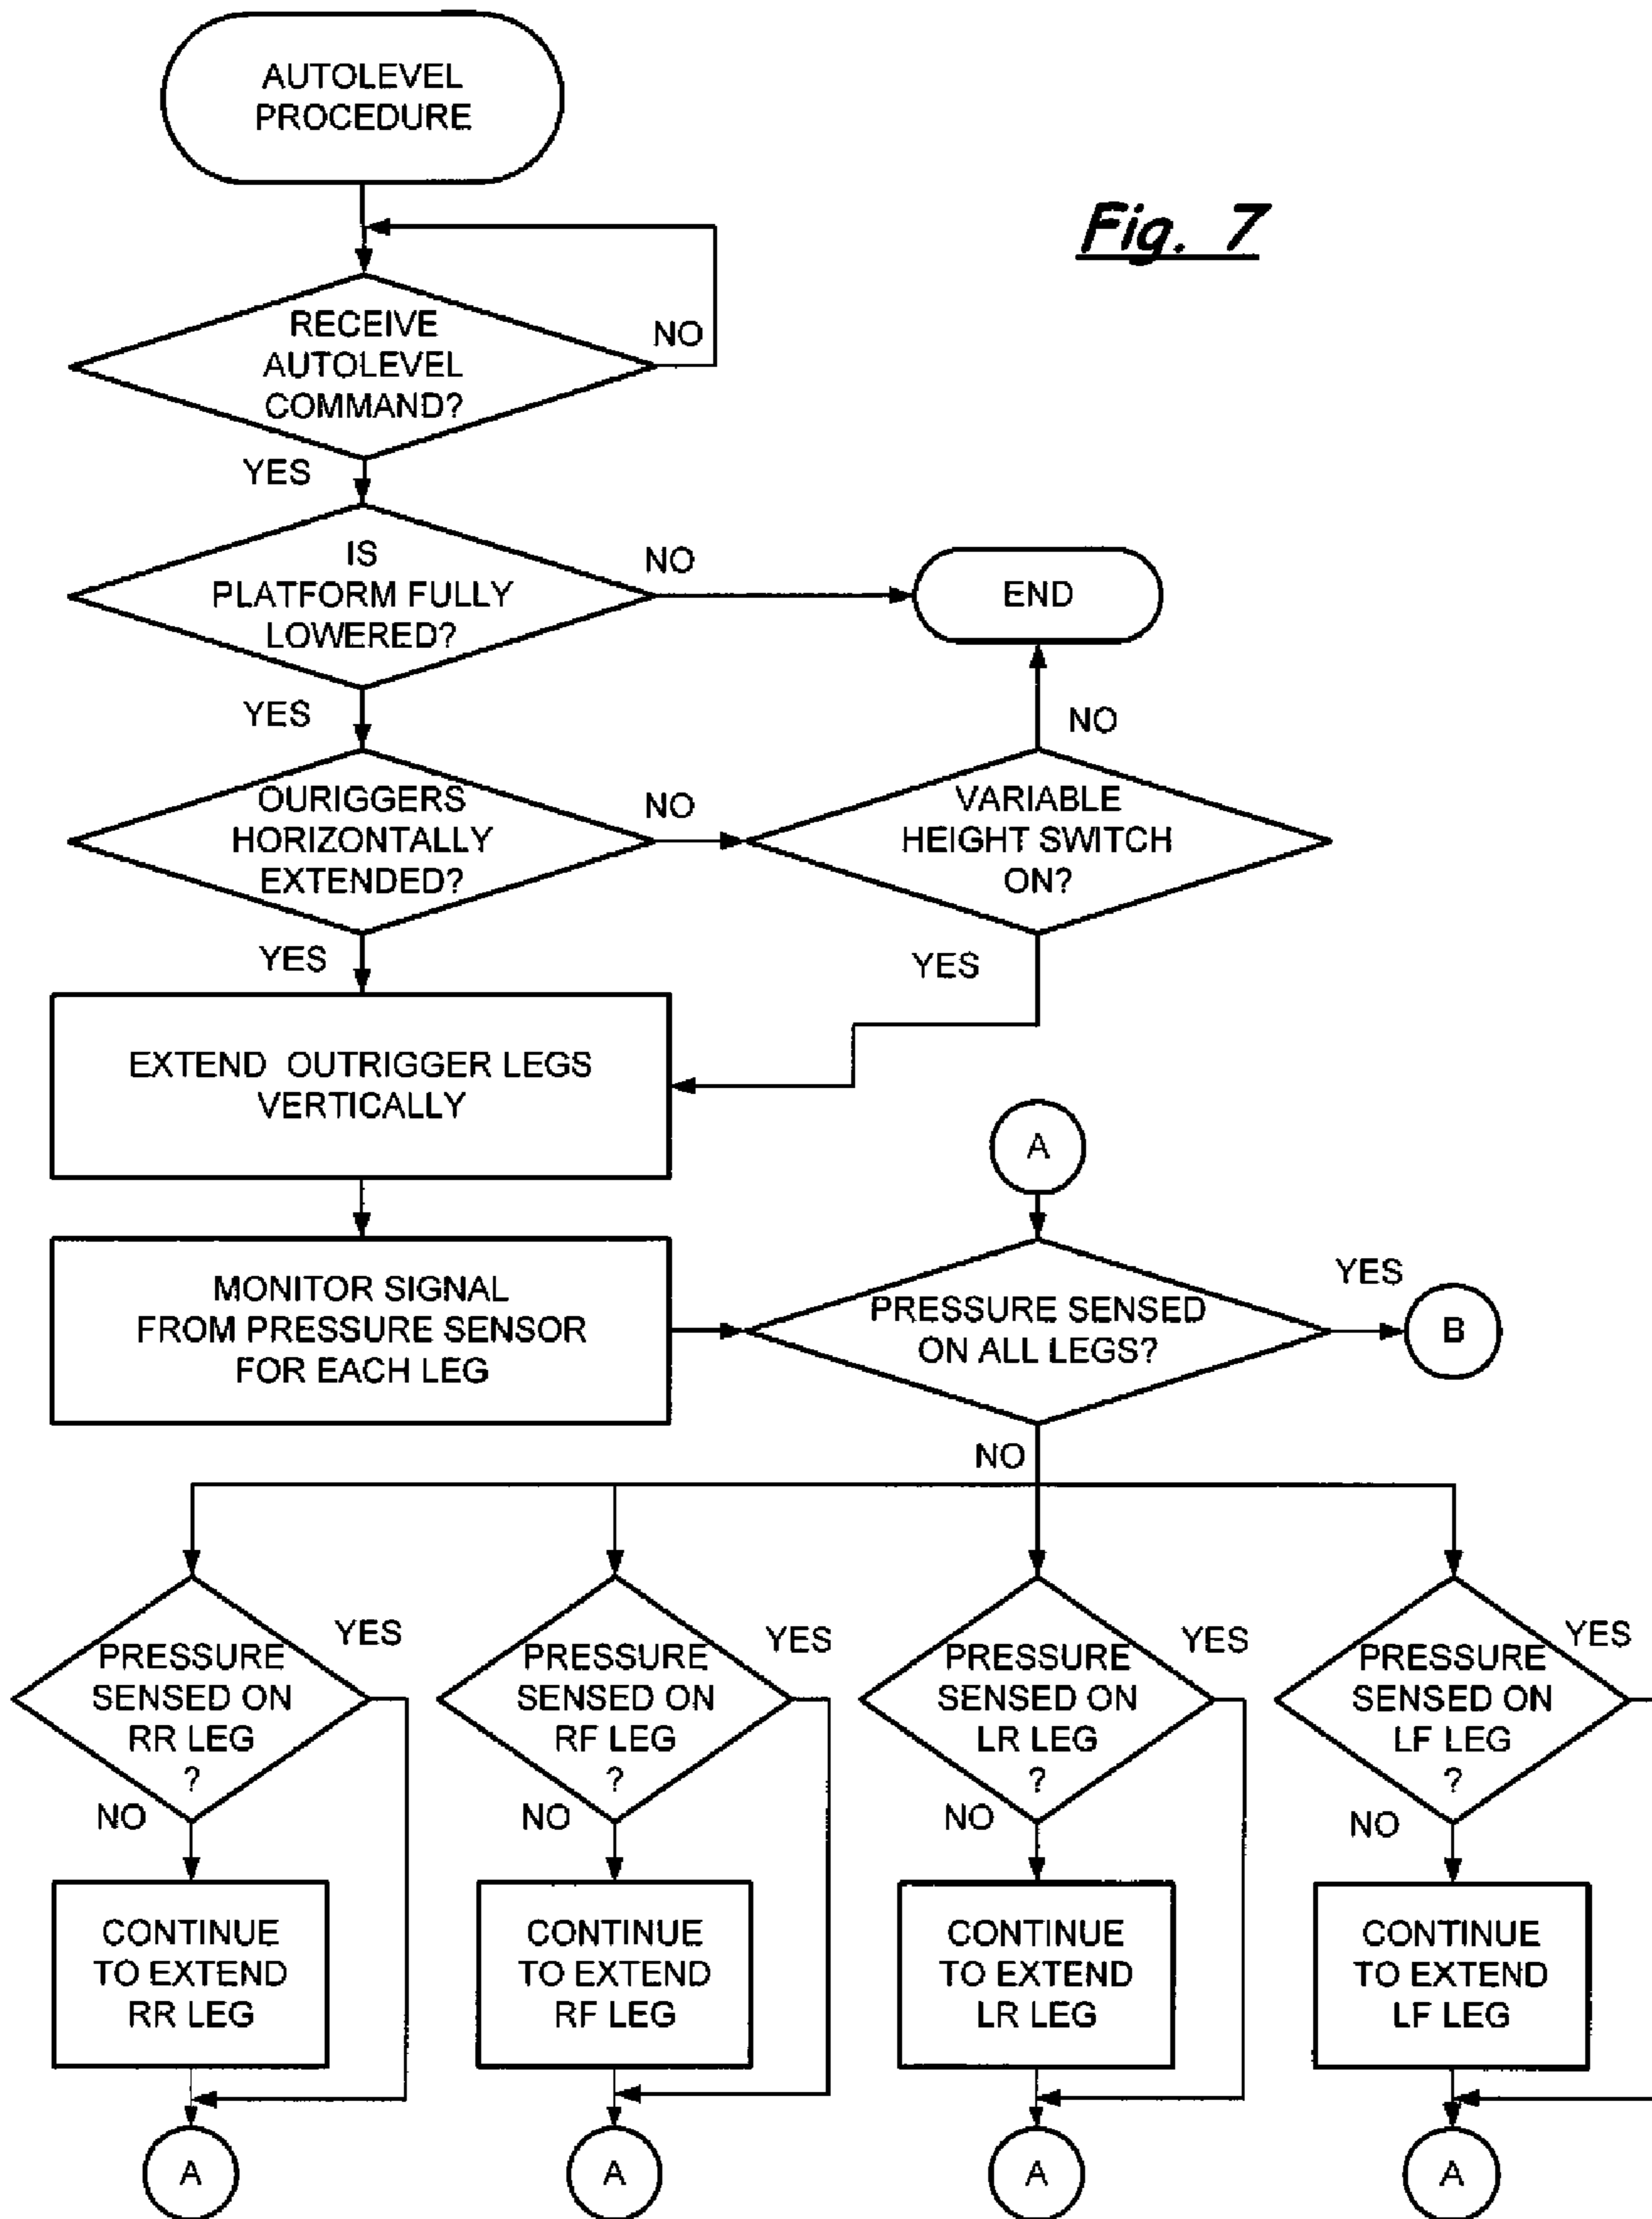 AUTOLEVEL
PROCEDURE
Fig. 7
RECEIVE
AUTOLEVEL
COMMAND?
NO
YES
IS
PLATFORM FULLY
LOWERED?
NO
END
YES
NO
OURIGGERS
HORIZONTALLY
EXTENDED?
NO
VARIABLE
HEIGHT SWITCH
ON?
YES
YES
EXTEND OUTRIGGER LEGS
VERTICALLY
A
MONITOR SIGNAL
FROM PRESSURE SENSOR
FOR EACH LEG
PRESSURE SENSED
ON ALL LEGS?
YES
B
NO
PRESSURE
SENSED ON
RR LEG
?
YES
NO
PRESSURE
SENSED ON
RF LEG
?
YES
NO
PRESSURE
SENSED ON
LR LEG
?
YES
NO
PRESSURE
SENSED ON
LF LEG
?
YES
NO
CONTINUE
TO EXTEND
RR LEG
CONTINUE
TO EXTEND
RF LEG
CONTINUE
TO EXTEND
LR LEG
CONTINUE
TO EXTEND
LF LEG
A
A
A
A